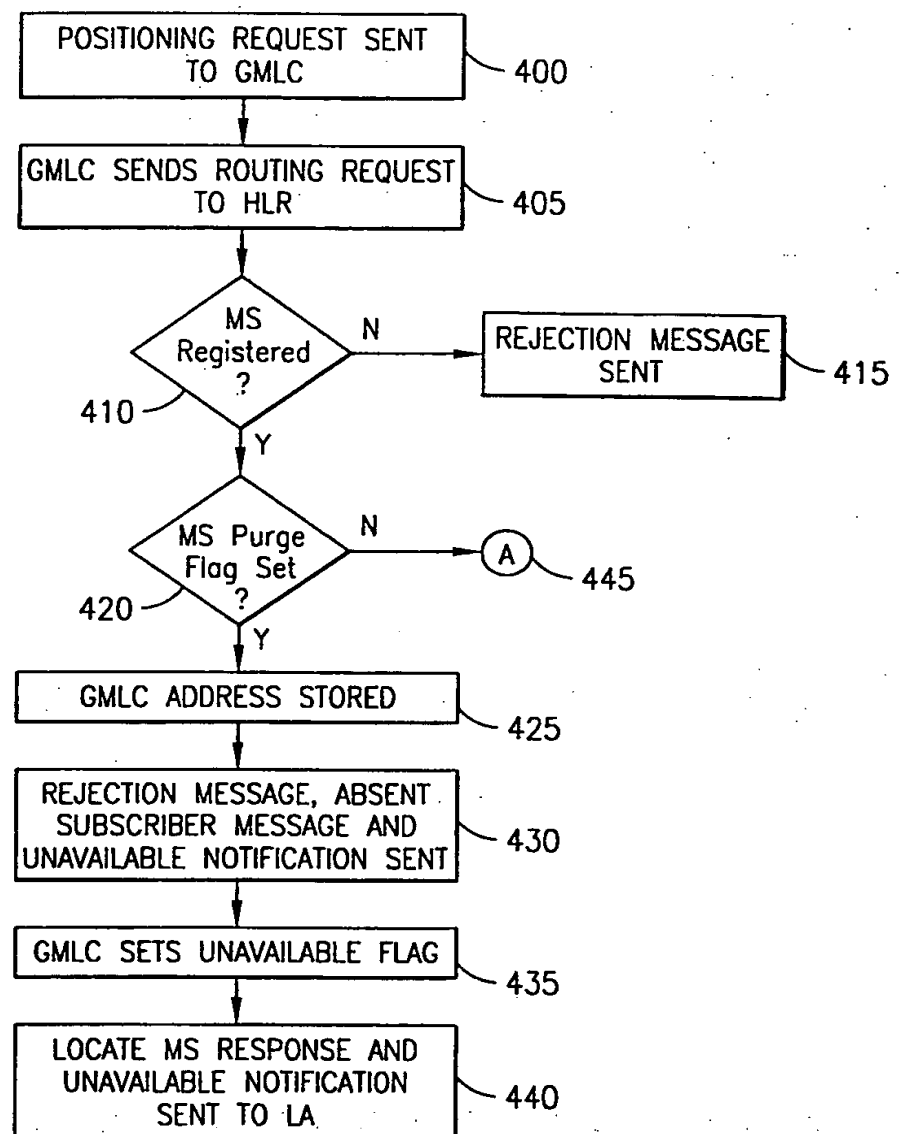 POSITIONING REQUEST SENT
TO GMLC
400
GMLC SENDS ROUTING REQUEST
TO HLR
405
MS
Registered
?
410
N
REJECTION MESSAGE
SENT
415
Y
MS Purge
Flag Set
?
420
N
A
445
Y
GMLC ADDRESS STORED
425
REJECTION MESSAGE, ABSENT
SUBSCRIBER MESSAGE AND
UNAVAILABLE NOTIFICATION SENT
430
GMLC SETS UNAVAILABLE FLAG
435
LOCATE MS RESPONSE AND
UNAVAILABLE NOTIFICATION
SENT TO LA
440